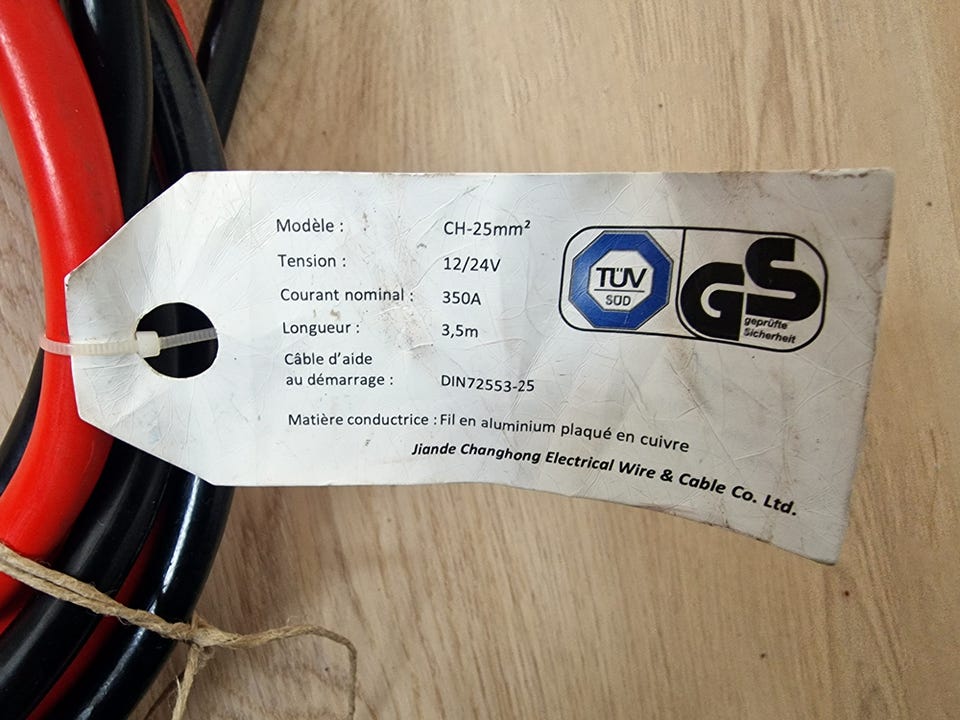 Modèle : CH-25mm²
Tension : 12/24V
Courant nominal : 350A
Longueur : 3,5m
Câble d'aide
au démarrage : DIN72553-25
Matière conductrice : Fil en aluminium plaqué en cuivre
Jiande Changhong Electrical Wire & Cable Co. Ltd.
TÜV
SÜD
GS
geprüfte
Sicherheit